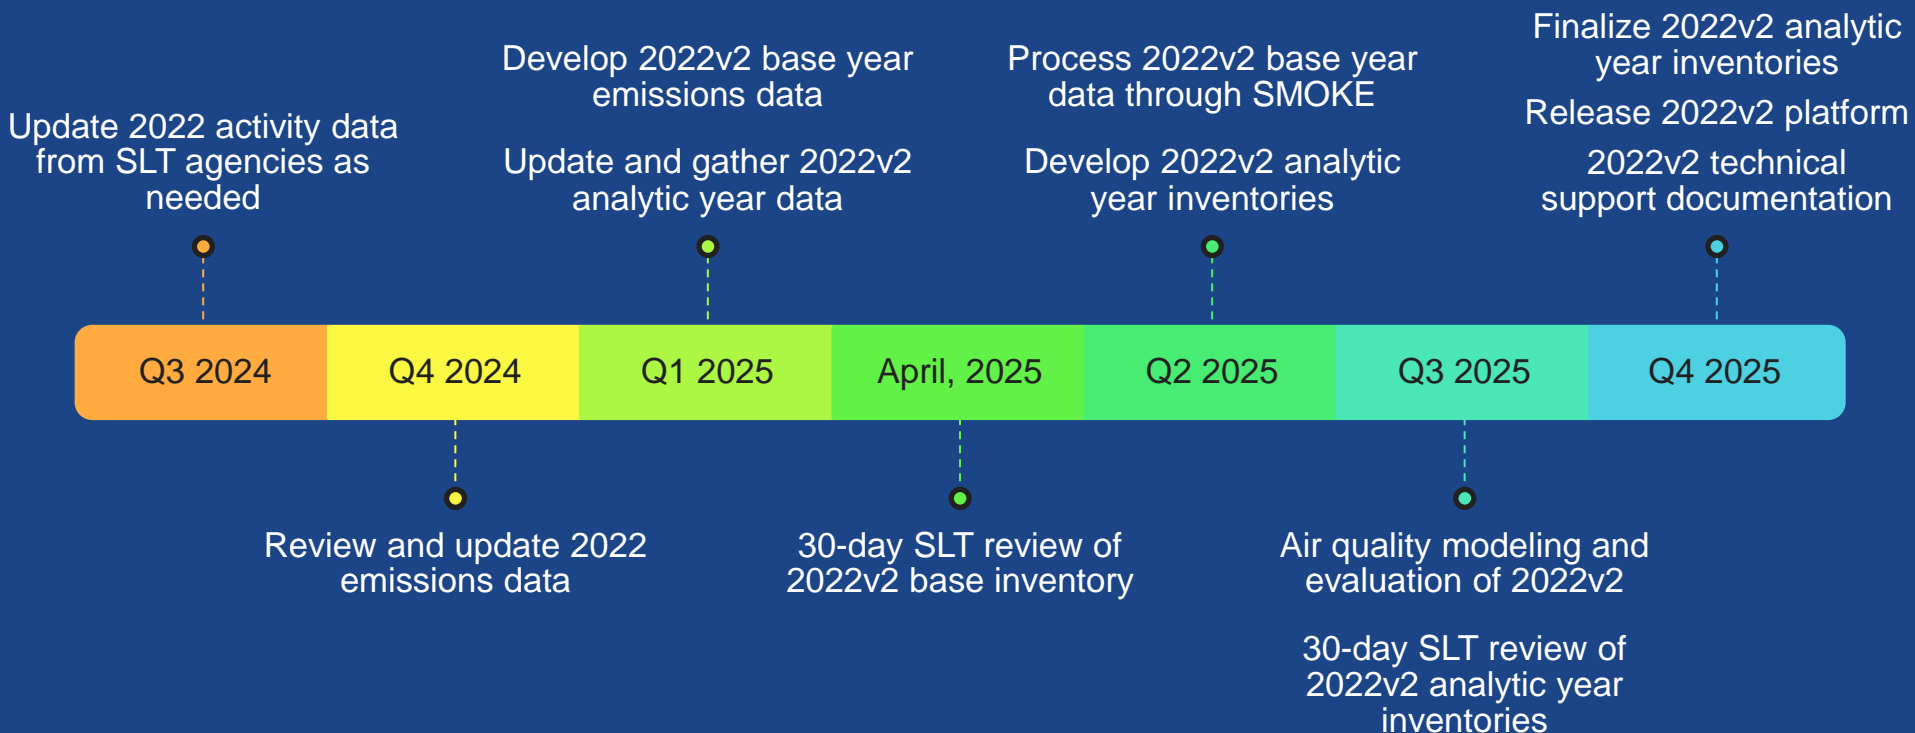 Update 2022 activity data
from SLT agencies as
needed
Develop 2022v2 base year
emissions data
Update and gather 2022v2
analytic year data
Process 2022v2 base year
data through SMOKE
Develop 2022v2 analytic
year inventories
Finalize 2022v2 analytic
year inventories
Release 2022v2 platform
2022v2 technical
support documentation
Q3 2024
Q4 2024
Q1 2025
April, 2025
Q2 2025
Q3 2025
Q4 2025
Review and update 2022
emissions data
30-day SLT review of
2022v2 base inventory
Air quality modeling and
evaluation of 2022v2
30-day SLT review of
2022v2 analytic year
inventories